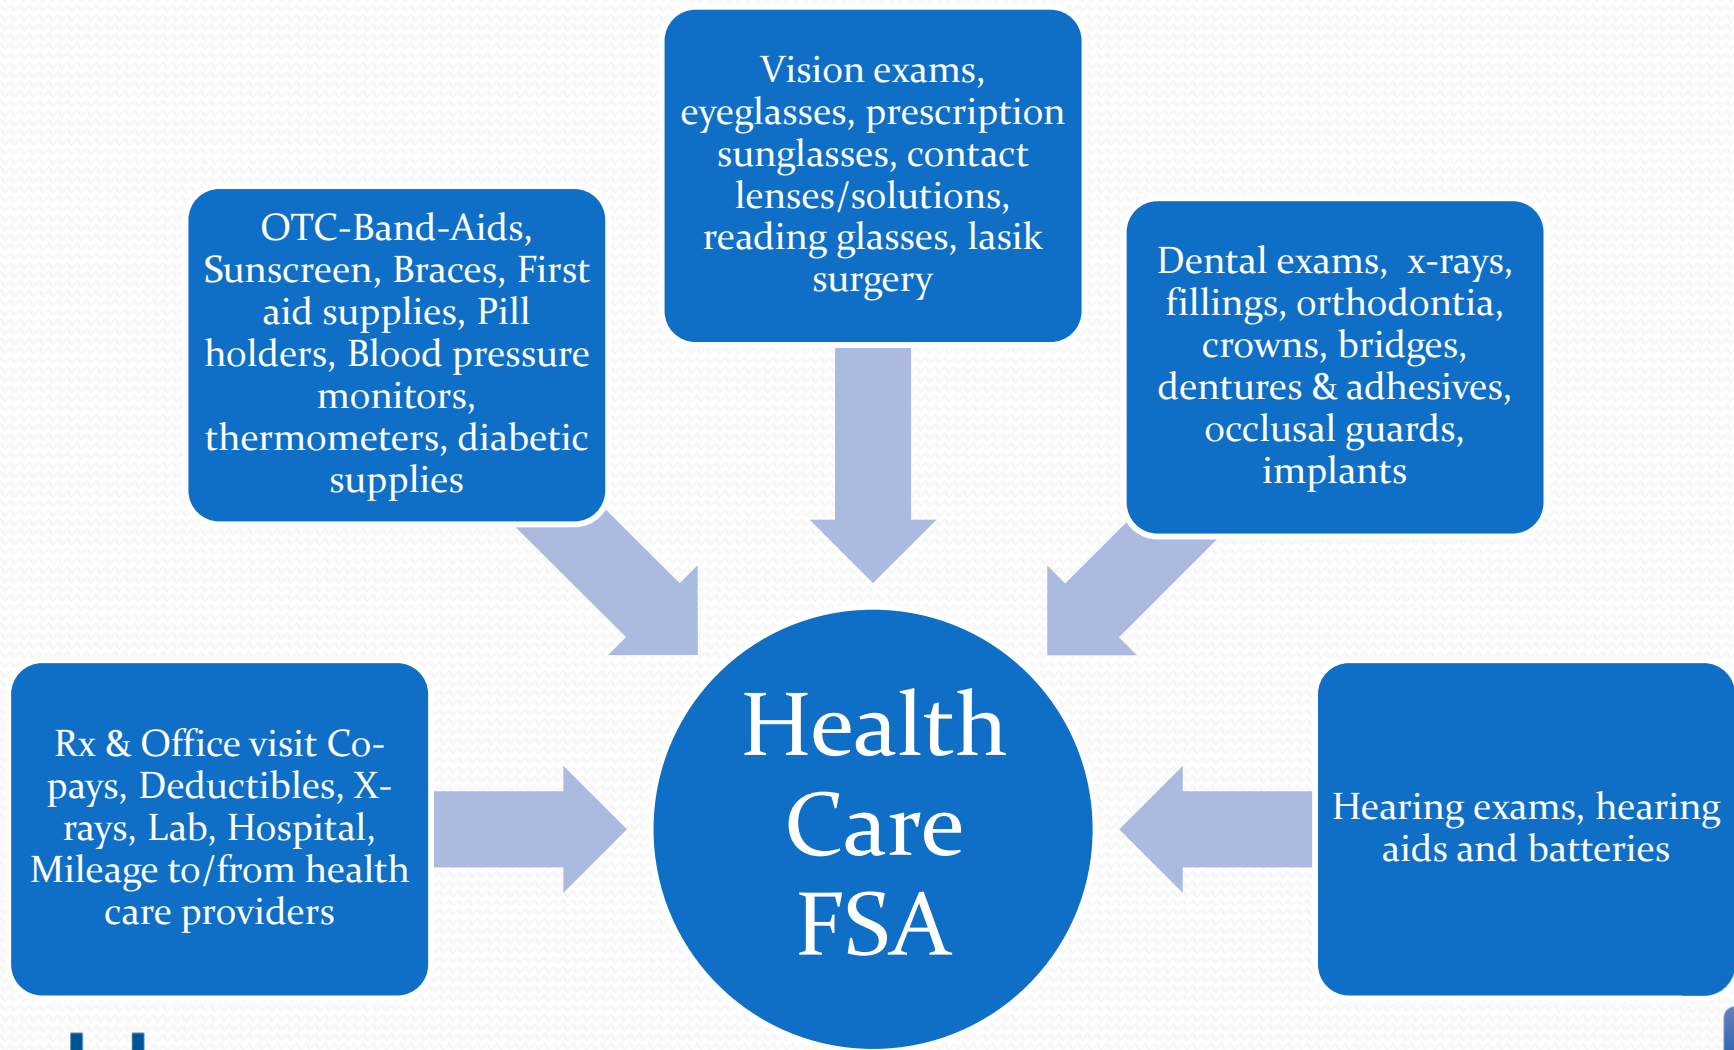 Vision exams,
eyeglasses, prescription
sunglasses, contact
lenses/solutions,
reading glasses, lasik
surgery
OTC-Band-Aids,
Sunscreen, Braces, First
aid supplies, Pill
holders, Blood pressure
monitors,
thermometers, diabetic
supplies
Dental exams,  x-rays,
fillings, orthodontia,
crowns, bridges,
dentures & adhesives,
occlusal guards,
implants
Rx & Office visit Co-
pays, Deductibles, X-
rays, Lab, Hospital,
Mileage to/from health
care providers
Health
Care
FSA
Hearing exams, hearing
aids and batteries